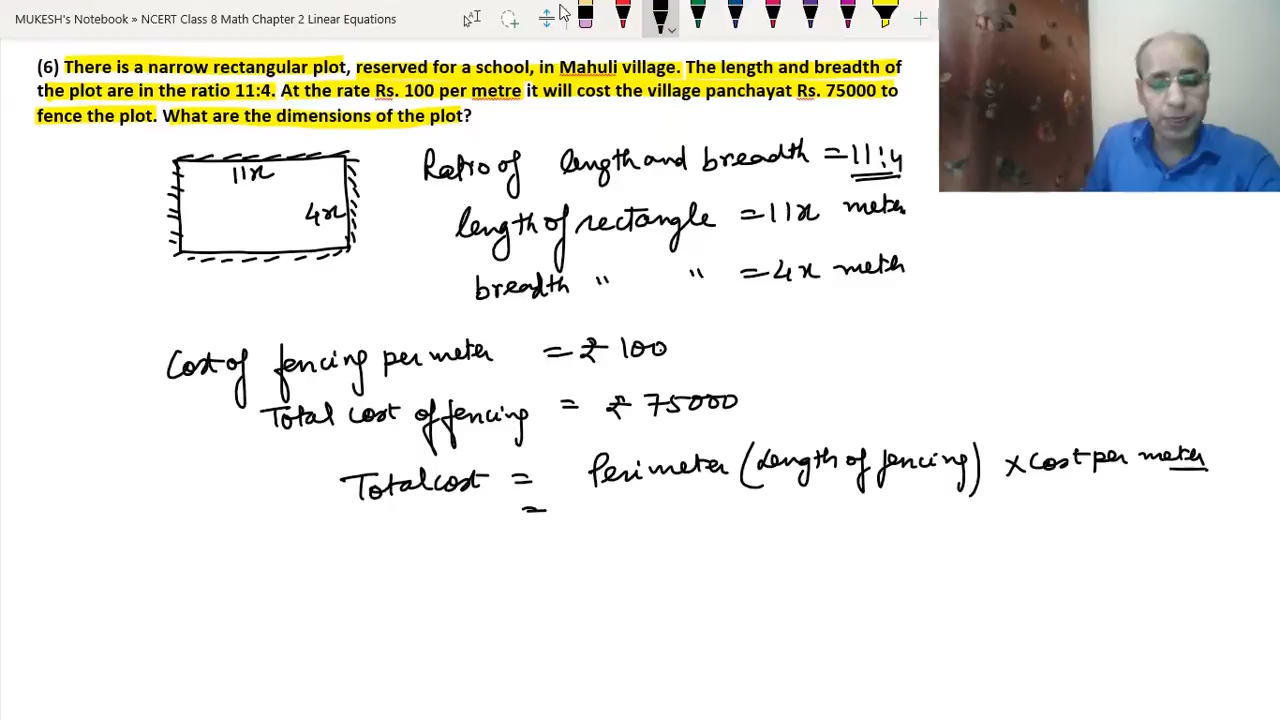 MUKESH's Notebook » NCERT Class 8 Math Chapter 2 Linear Equations
(6) There is a narrow rectangular plot, reserved for a school, in Mahuli village. The length and breadth of
the plot are in the ratio 11:4. At the rate Rs. 100 per metre it will cost the village panchayat Rs. 75000 to
fence the plot. What are the dimensions of the plot?
11x
4x
Ratio of length and breadth = 11:4
length of rectangle = 11x meter
breadth " " = 4x meter
Cost of fencing per meter = ₹ 100
Total cost of fencing = ₹ 75000
Total cost = Perimeter (Length of fencing) × Cost per meter
=